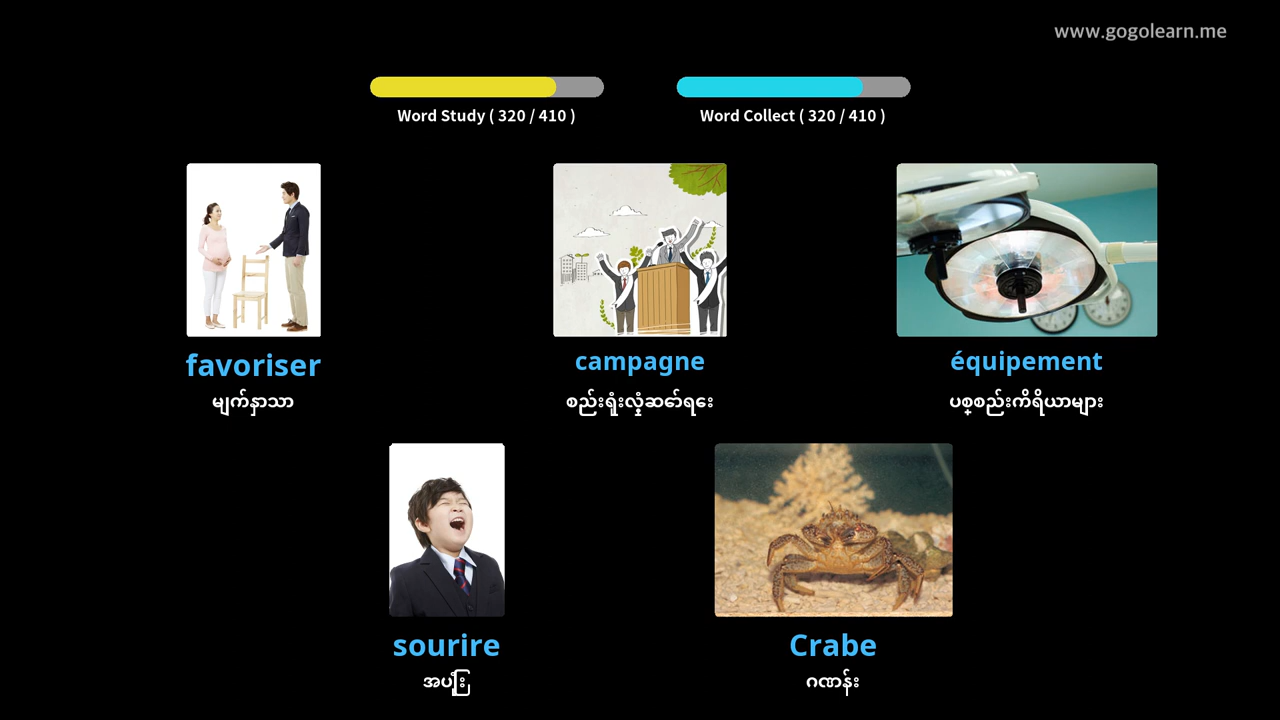 www.gogolearn.me
Word Study ( 320 / 410 )
Word Collect ( 320 / 410 )
favoriser
campagne
équipement
မျက်နှာသာ
စည်းရုံးလှုံ့ဆော်ရေး
ပစ္စည်းကိရိယာများ
sourire
Crabe
အပြုံး
ဂဏန်း